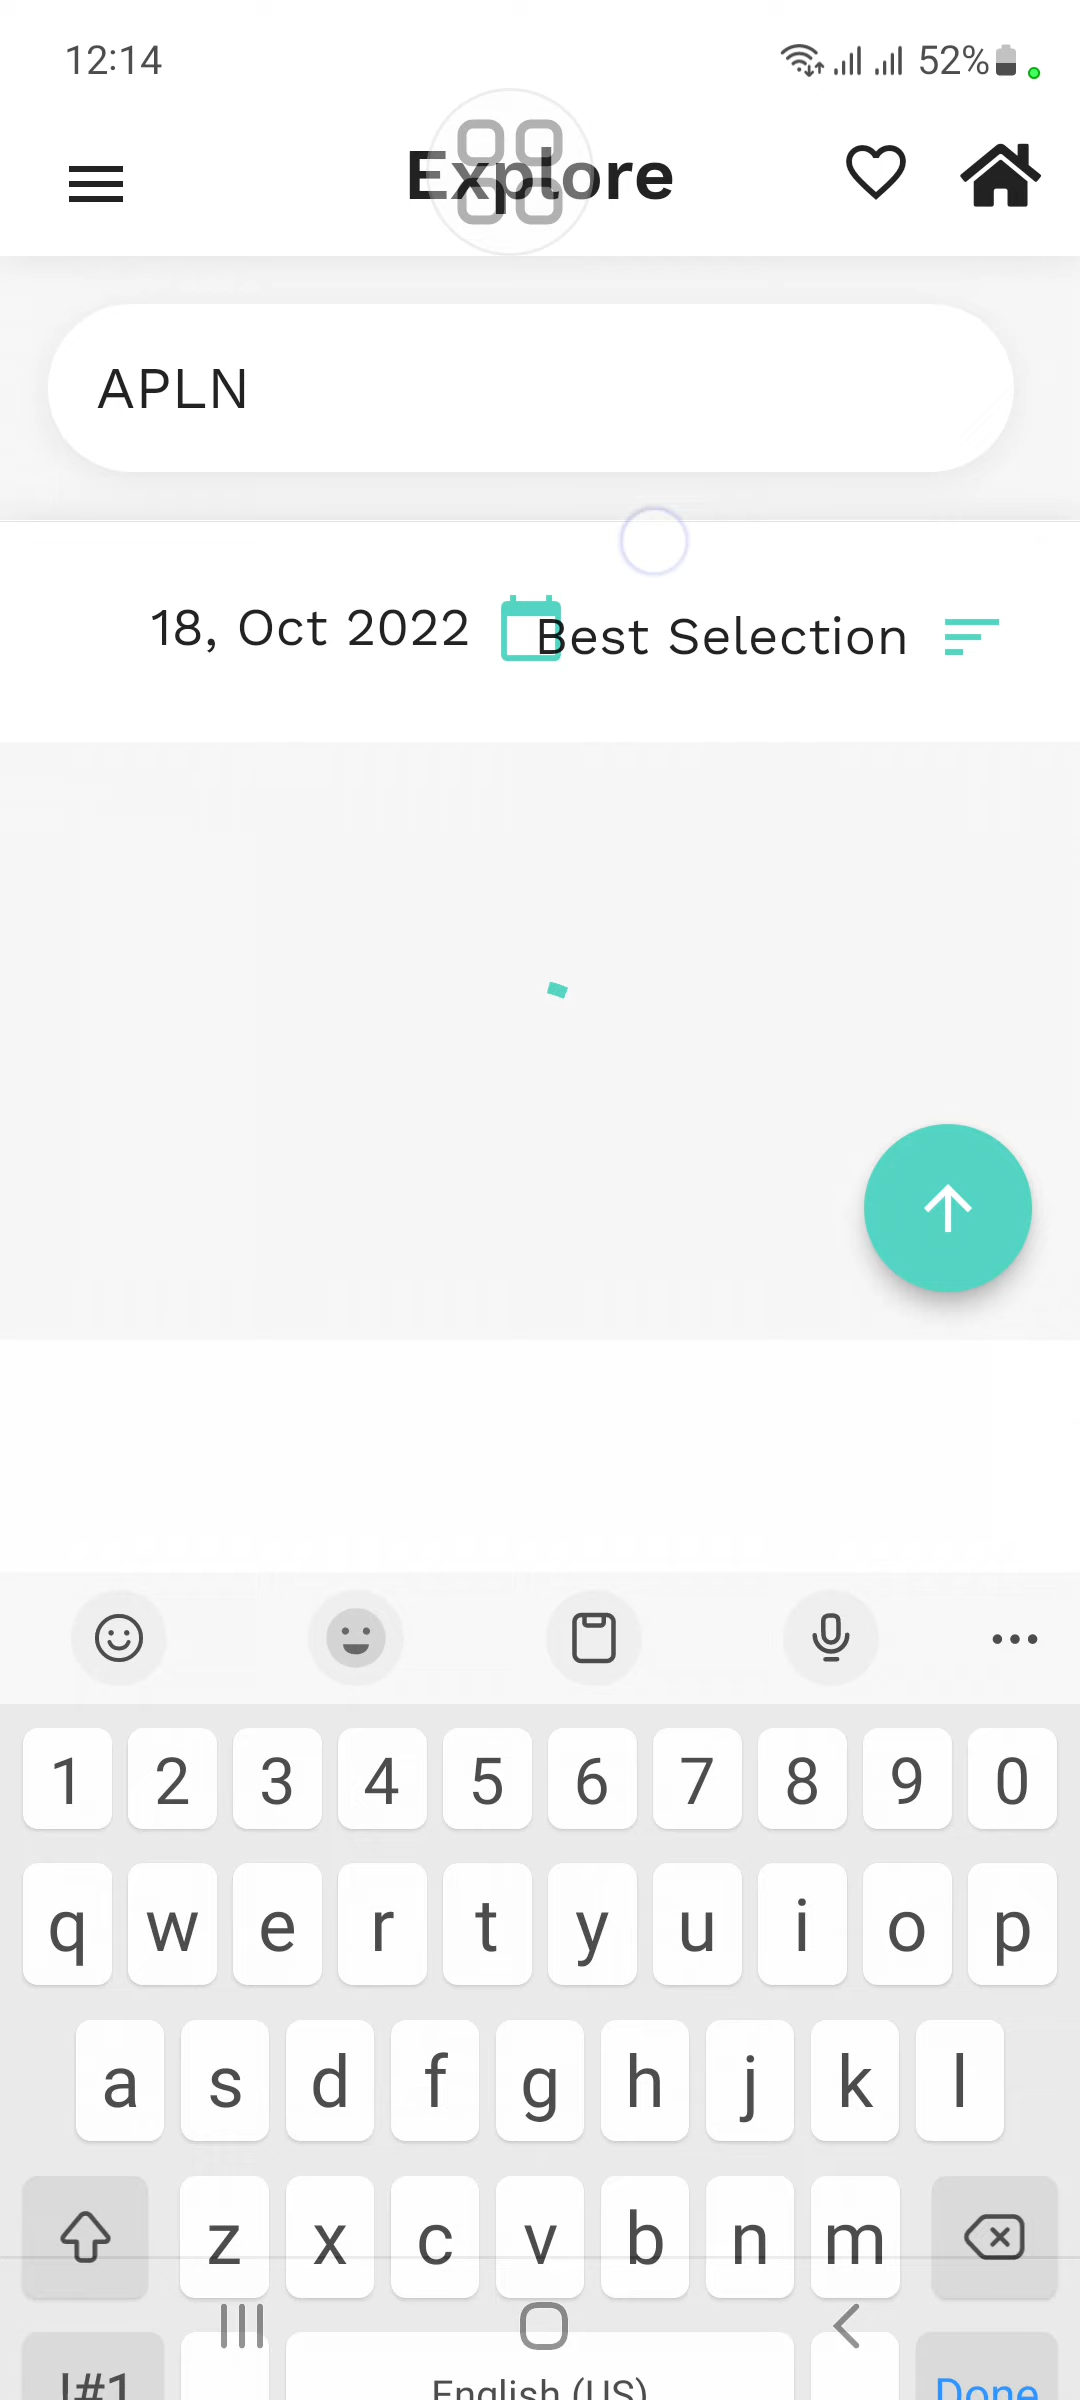 12:14
52%
Explore
APLN
18, Oct 2022
Best Selection
1 2 3 4 5 6 7 8 9 0
q w e r t y u i o p
a s d f g h j k l
z x c v b n m
!#1
English (US)
Done